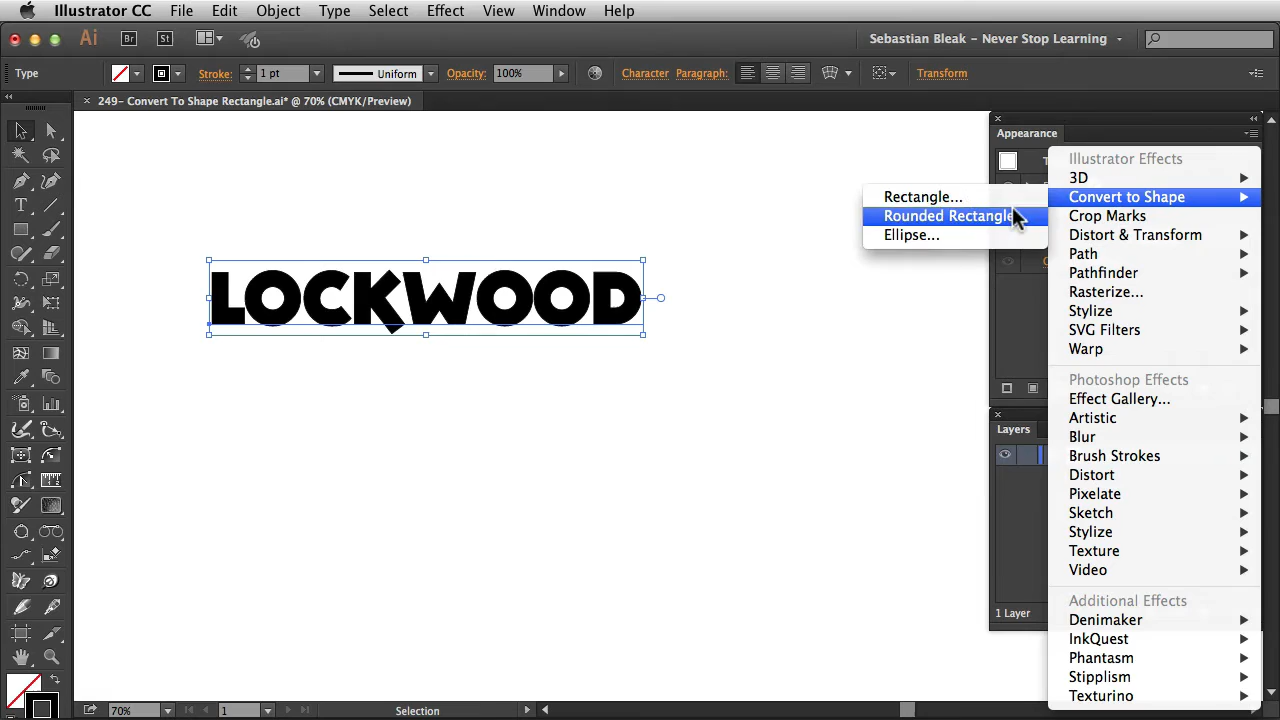 Illustrator CC File Edit Object Type Select Effect View Window Help
Ai Br St Sebastian Bleak – Never Stop Learning
Type Stroke: 1 pt Uniform Opacity: 100% Character Paragraph: Transform
249- Convert To Shape Rectangle.ai* @ 70% (CMYK/Preview)
Appearance
Illustrator Effects
3D
Convert to Shape
Crop Marks
Distort & Transform
Path
Pathfinder
Rasterize...
Stylize
SVG Filters
Warp
Photoshop Effects
Effect Gallery...
Artistic
Blur
Brush Strokes
Distort
Pixelate
Sketch
Stylize
Texture
Video
Additional Effects
Denimaker
InkQuest
Phantasm
Stipplism
Texturino
Rectangle...
Rounded Rectangle
Ellipse...
LOCKWOOD
Layers
1 Layer
70% 1 Selection